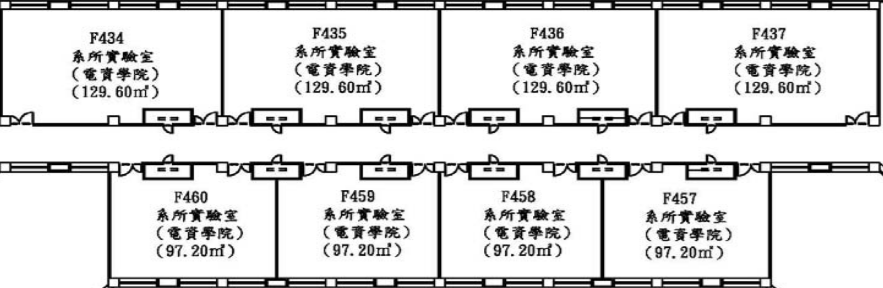 F434
系所實驗室
(電資學院)
(129.60㎡)
F435
系所實驗室
(電資學院)
(129.60㎡)
F436
系所實驗室
(電資學院)
(129.60㎡)
F437
系所實驗室
(電資學院)
(129.60㎡)
F460
系所實驗室
(電資學院)
(97.20㎡)
F459
系所實驗室
(電資學院)
(97.20㎡)
F458
系所實驗室
(電資學院)
(97.20㎡)
F457
系所實驗室
(電資學院)
(97.20㎡)